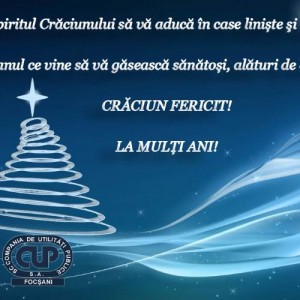 piritul Crăciunului să vă aducă în case liniște și
anul ce vine să vă găsească sănătoși, alături de
CRĂCIUN FERICIT!
LA MULȚI ANI!
SC COMPANIA DE UTILITĂȚI PUBLICE
CUP
S.A.
FOCȘANI